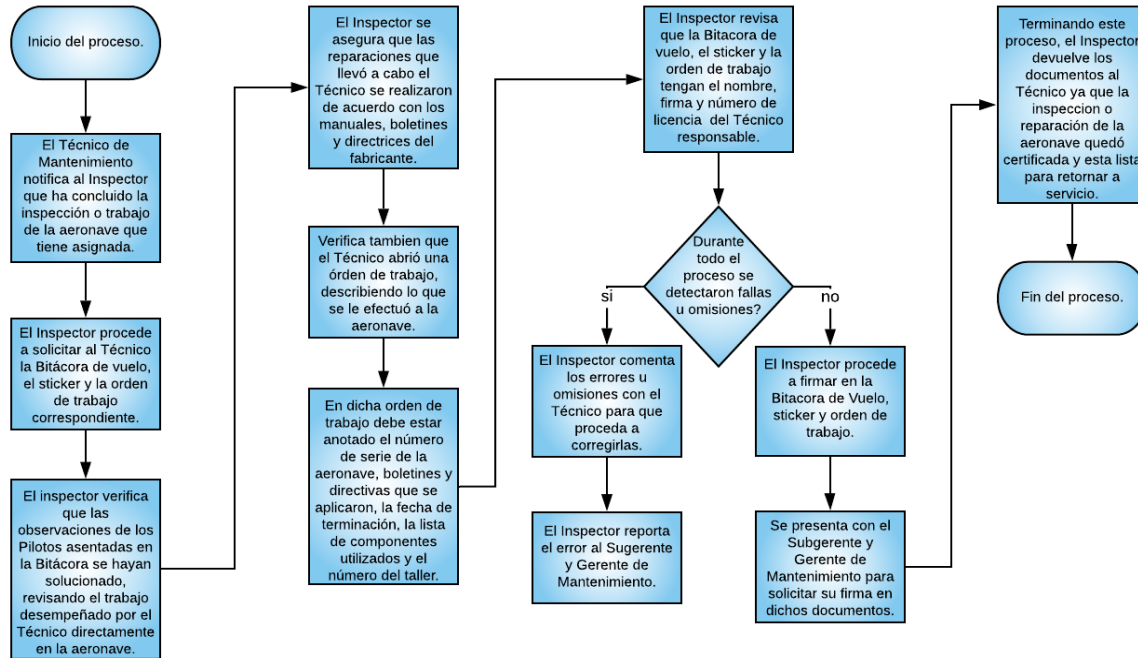 Inicio del proceso.
El Técnico de
Mantenimiento
notifica al Inspector
que ha concluido la
inspección o trabajo
de la aeronave que
tiene asignada.
El Inspector procede
a solicitar al Técnico
la Bitácora de vuelo,
el sticker y la orden
de trabajo
correspondiente.
El inspector verifica
que las
observaciones de los
Pilotos asentadas en
la Bitácora se hayan
solucionado,
revisando el trabajo
desempeñado por el
Técnico directamente
en la aeronave.
El Inspector se
asegura que las
reparaciones que
llevó a cabo el
Técnico se realizaron
de acuerdo con los
manuales, boletines
y directrices del
fabricante.
Verifica tambien que
el Técnico abrió una
órden de trabajo,
describiendo lo que
se le efectuó a la
aeronave.
En dicha orden de
trabajo debe estar
anotado el número
de serie de la
aeronave, boletines y
directivas que se
aplicaron, la fecha de
terminación, la lista
de componentes
utilizados y el
número del taller.
El Inspector revisa
que la Bitacora de
vuelo, el sticker y la
orden de trabajo
tengan el nombre,
firma y número de
licencia del Técnico
responsable.
Durante
todo el
proceso se
detectaron fallas
u omisiones?
si
no
El Inspector comenta
los errores u
omisiones con el
Técnico para que
proceda a
corregirlas.
El Inspector reporta
el error al Sugerente
y Gerente de
Mantenimiento.
El Inspector procede
a firmar en la
Bitacora de Vuelo,
sticker y orden de
trabajo.
Se presenta con el
Subgerente y
Gerente de
Mantenimiento para
solicitar su firma en
dichos documentos.
Terminando este
proceso, el Inspector
devuelve los
documentos al
Técnico ya que la
inspeccion o
reparación de la
aeronave quedó
certificada y esta lista
para retornar a
servicio.
Fin del proceso.